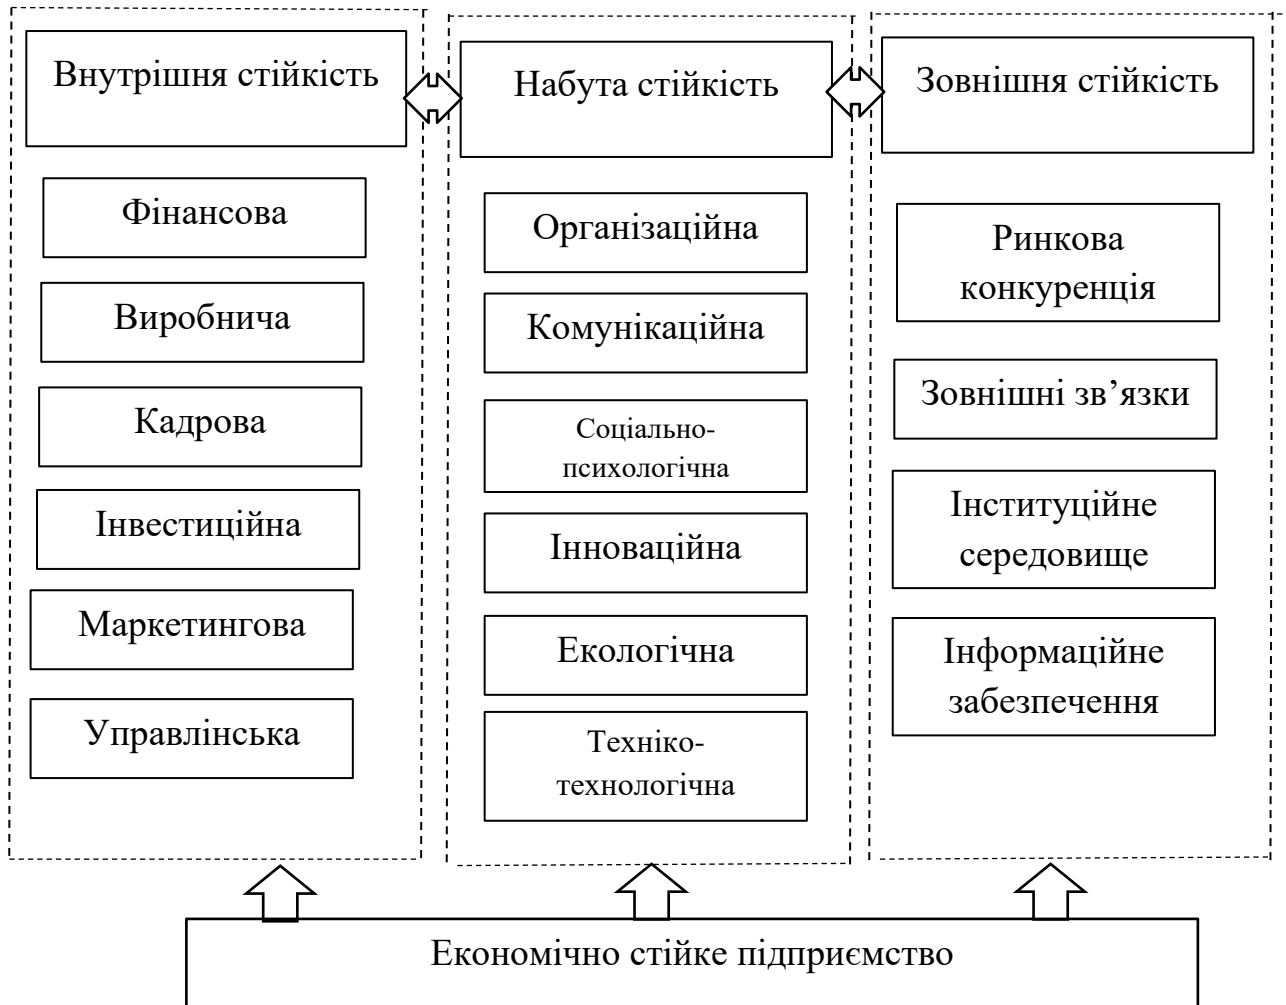 Внутрішня стійкість
Фінансова
Виробнича
Кадрова
Інвестиційна
Маркетингова
Управлінська
Набута стійкість
Організаційна
Комунікаційна
Соціально-
психологічна
Інноваційна
Екологічна
Техніко-
технологічна
Зовнішня стійкість
Ринкова
конкуренція
Зовнішні зв’язки
Інституційне
середовище
Інформаційне
забезпечення
Економічно стійке підприємство